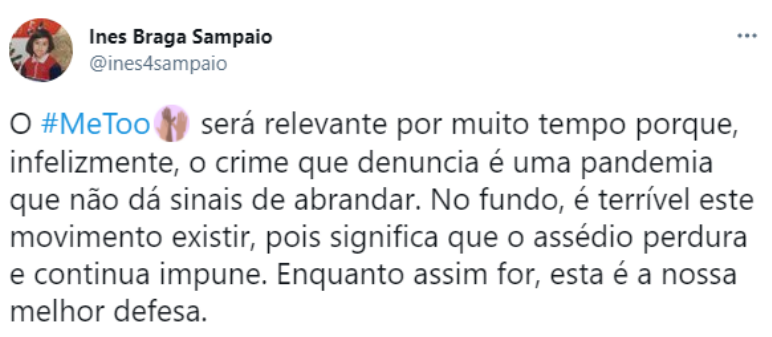 Ines Braga Sampaio
@ines4sampaio
O #MeToo será relevante por muito tempo porque,
infelizmente, o crime que denuncia é uma pandemia
que não dá sinais de abrandar. No fundo, é terrível este
movimento existir, pois significa que o assédio perdura
e continua impune. Enquanto assim for, esta é a nossa
melhor defesa.